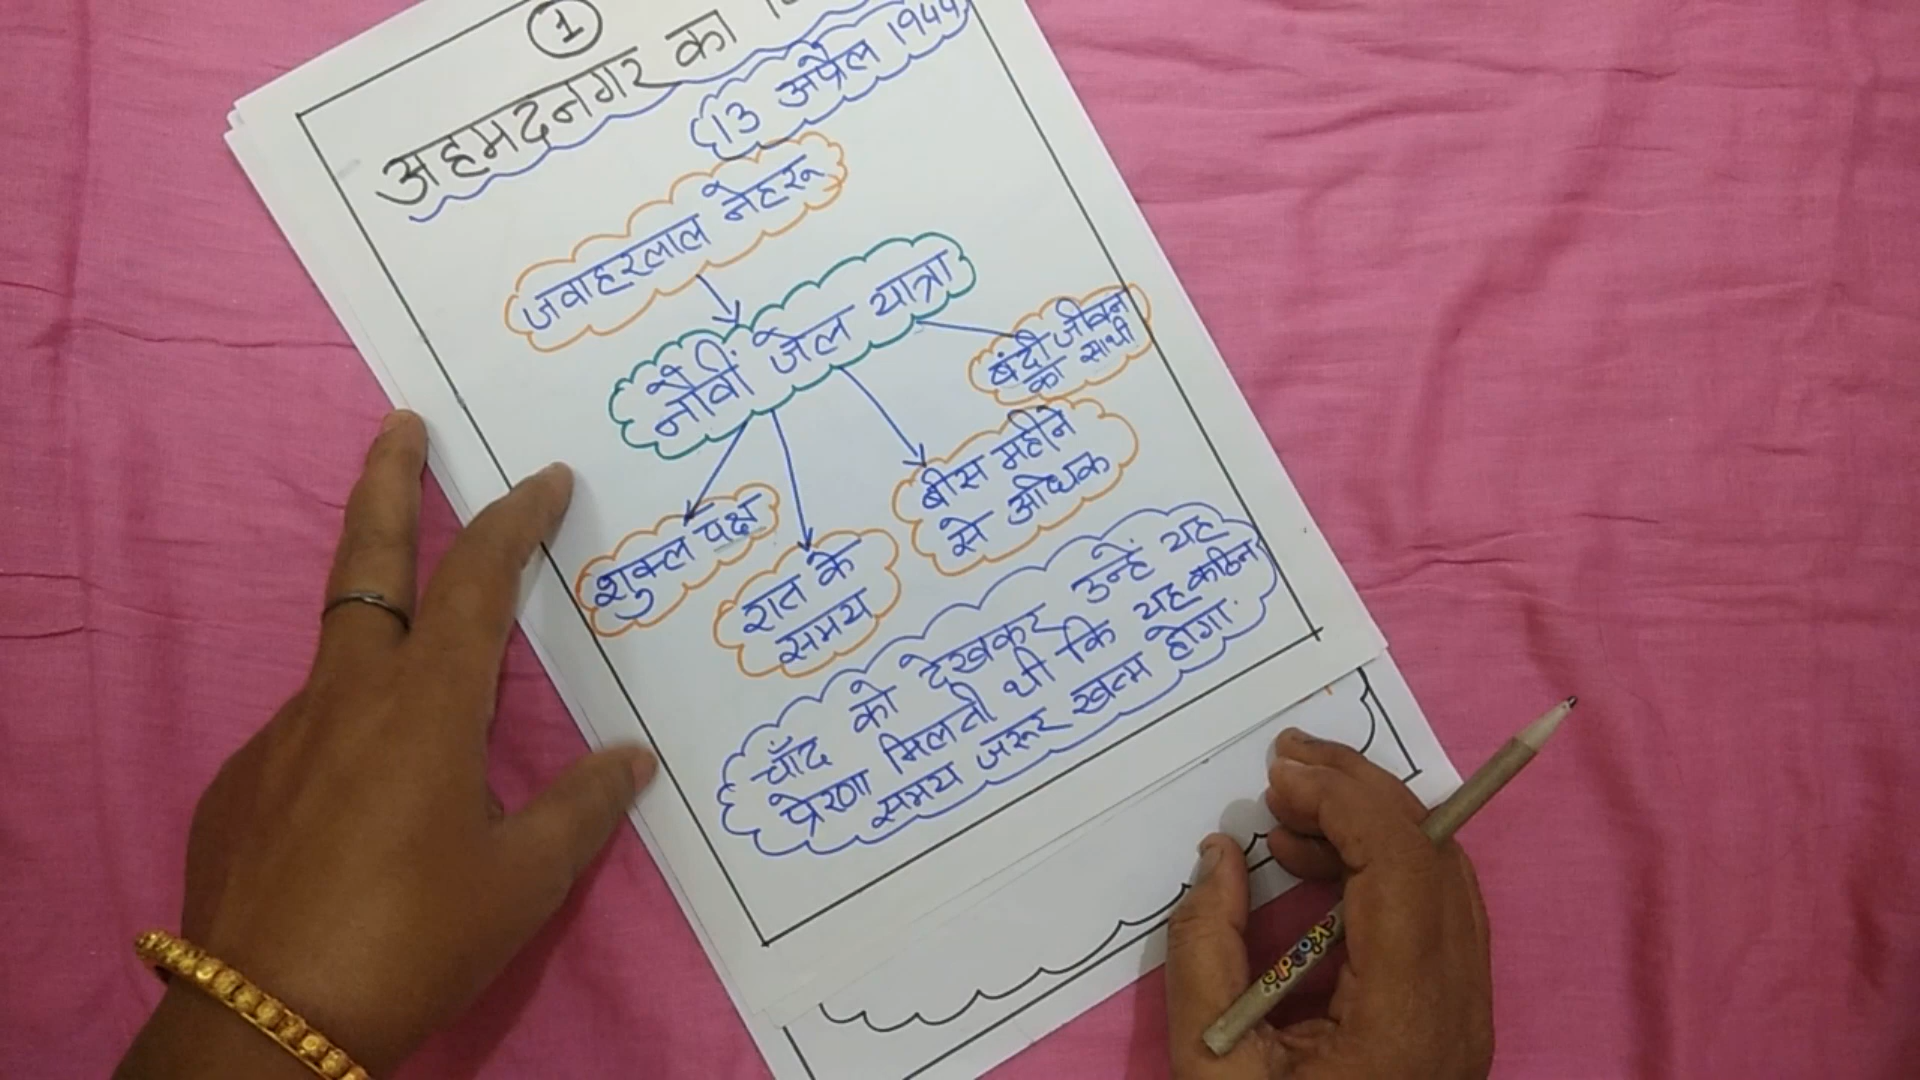 1
अहमदनगर का
13 अप्रैल १९४४
जवाहरलाल नेहरू
नौवीं जेल यात्रा
बंदी जीवन
का साथी
बीस महीने
से अधिक
शुक्ल पक्ष
रात के
समय
चाँद को देखकर उन्हें यह
प्रेरणा मिलती थी कि यह कठिन
समय जरूर खत्म होगा